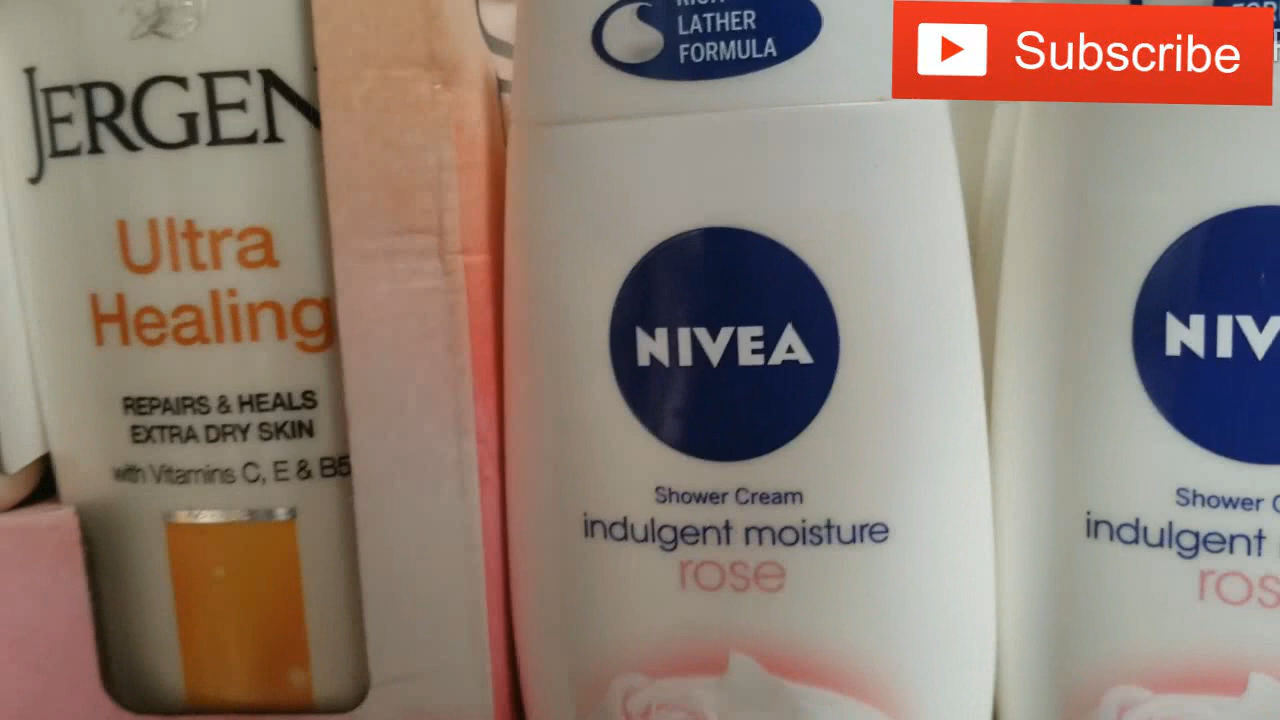 JERGEN
Ultra
Healing
REPAIRS & HEALS
EXTRA DRY SKIN
with Vitamins C, E & B5
RICH
LATHER
FORMULA
NIVEA
Shower Cream
indulgent moisture
rose
Subscribe
NIV
Shower C
indulgent
ros